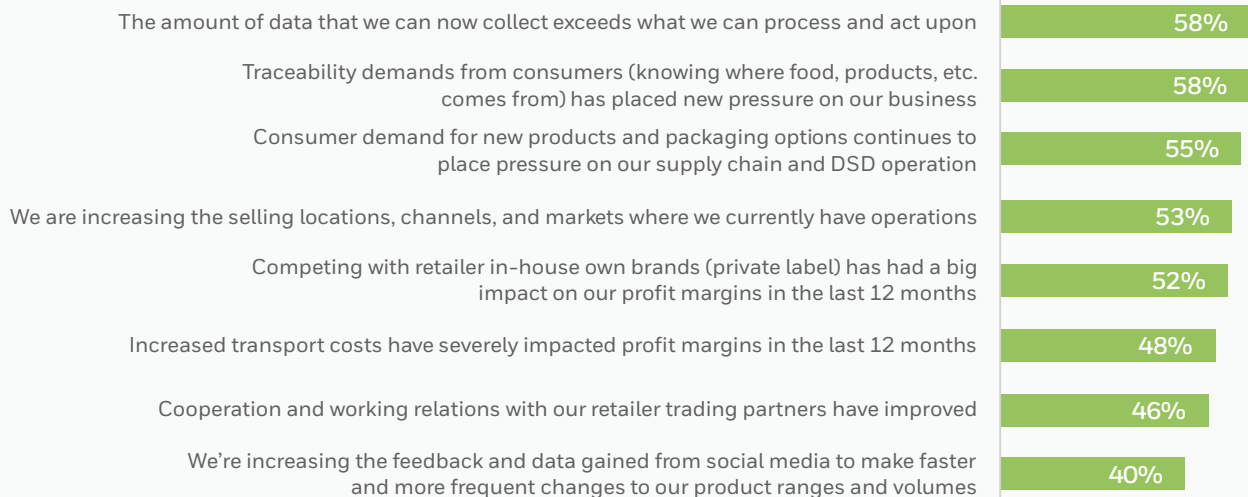 The amount of data that we can now collect exceeds what we can process and act upon
58%
Traceability demands from consumers (knowing where food, products, etc.
comes from) has placed new pressure on our business
58%
Consumer demand for new products and packaging options continues to
place pressure on our supply chain and DSD operation
55%
We are increasing the selling locations, channels, and markets where we currently have operations
53%
Competing with retailer in-house own brands (private label) has had a big
impact on our profit margins in the last 12 months
52%
Increased transport costs have severely impacted profit margins in the last 12 months
48%
Cooperation and working relations with our retailer trading partners have improved
46%
We’re increasing the feedback and data gained from social media to make faster
and more frequent changes to our product ranges and volumes
40%